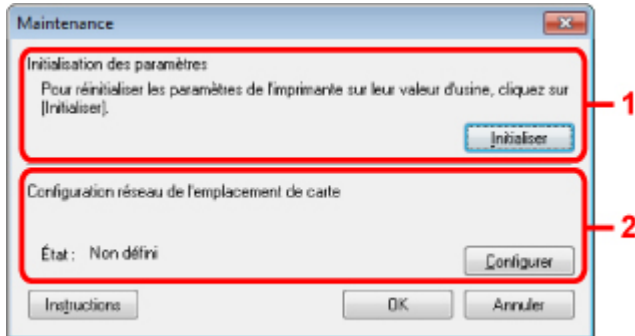 Maintenance
Initialisation des paramètres
Pour réinitialiser les paramètres de l'imprimante sur leur valeur d'usine, cliquez sur
[Initialiser].
1
Initialiser
Configuration réseau de l'emplacement de carte
2
État : Non défini
Configurer
Instructions
OK
Annuler